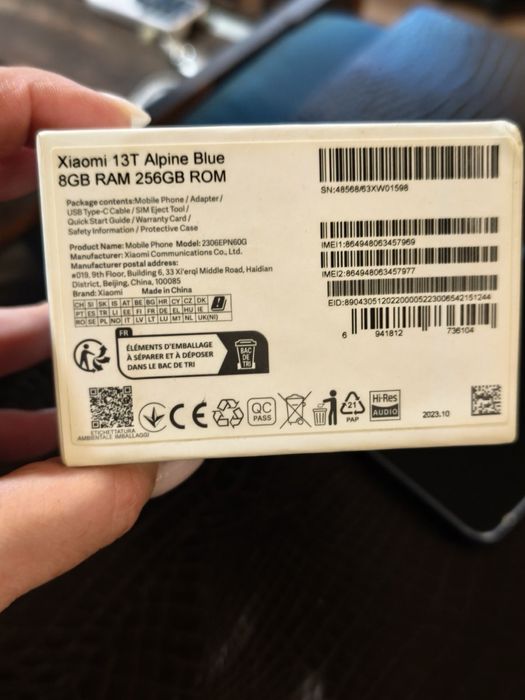 Xiaomi 13T Alpine Blue
8GB RAM 256GB ROM
Package contents:Mobile Phone / Adapter /
USB Type-C Cable / SIM Eject Tool /
Quick Start Guide / Warranty Card /
Safety Information / Protective Case
Product Name: Mobile Phone Model: 2306EPN60G
Manufacturer: Xiaomi Communications Co., Ltd.
Manufacturer postal address:
#019, 9th Floor, Building 6, 33 Xi'erqi Middle Road, Haidian
District, Beijing, China, 100085
Brand: Xiaomi Made in China
CH SI SK IS AT BE BG HR CY CZ DK
PT ES TR LI EE FI FR DE EL HU IE
RO SE PL NO IT LV LT LU MT NL UK(NI)
FR
ÉLÉMENTS D'EMBALLAGE
À SÉPARER ET À DÉPOSER
DANS LE BAC DE TRI
BAC
DE
TRI
ETICHETTATURA
AMBIENTALE IMBALLAGGI
CE
QC
PASS
21
PAP
Hi-Res
AUDIO
2023.10
SN:48568/63XW01598
IMEI1:864948063457969
IMEI2:864948063457977
EID:89043051202200005223006542151244
6 941812 736104